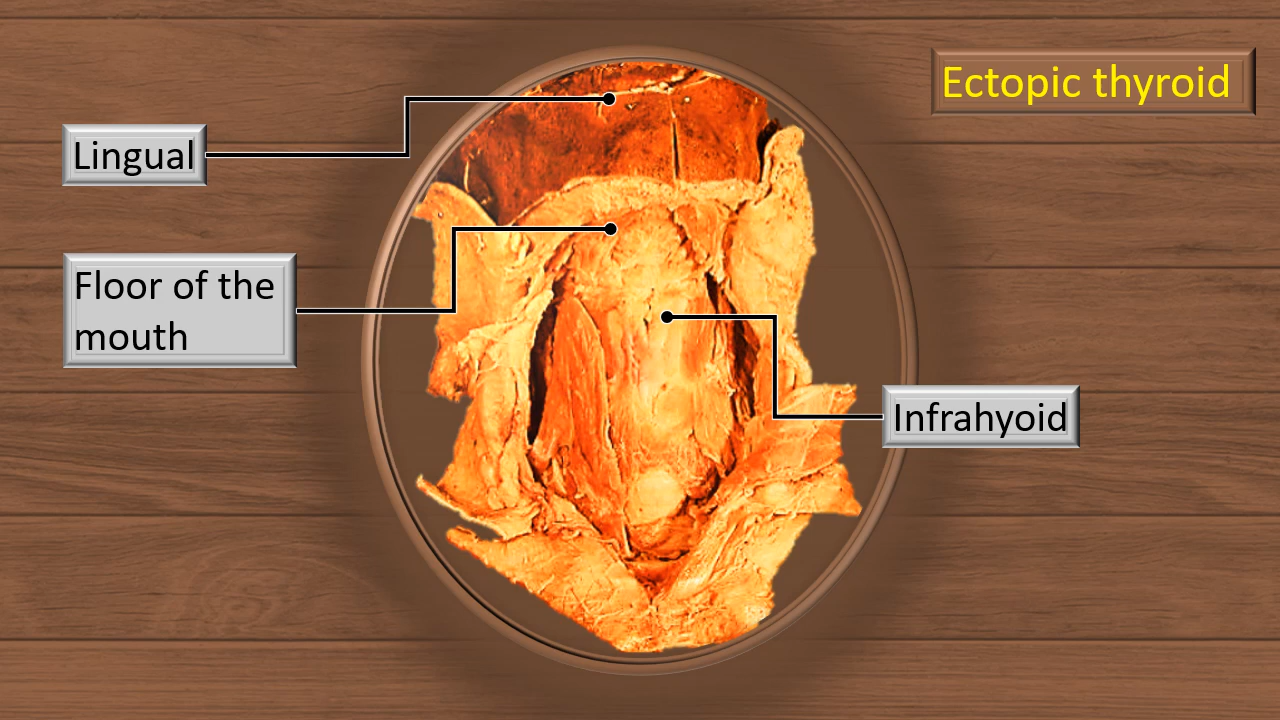 Ectopic thyroid
Lingual
Floor of the
mouth
Infrahyoid